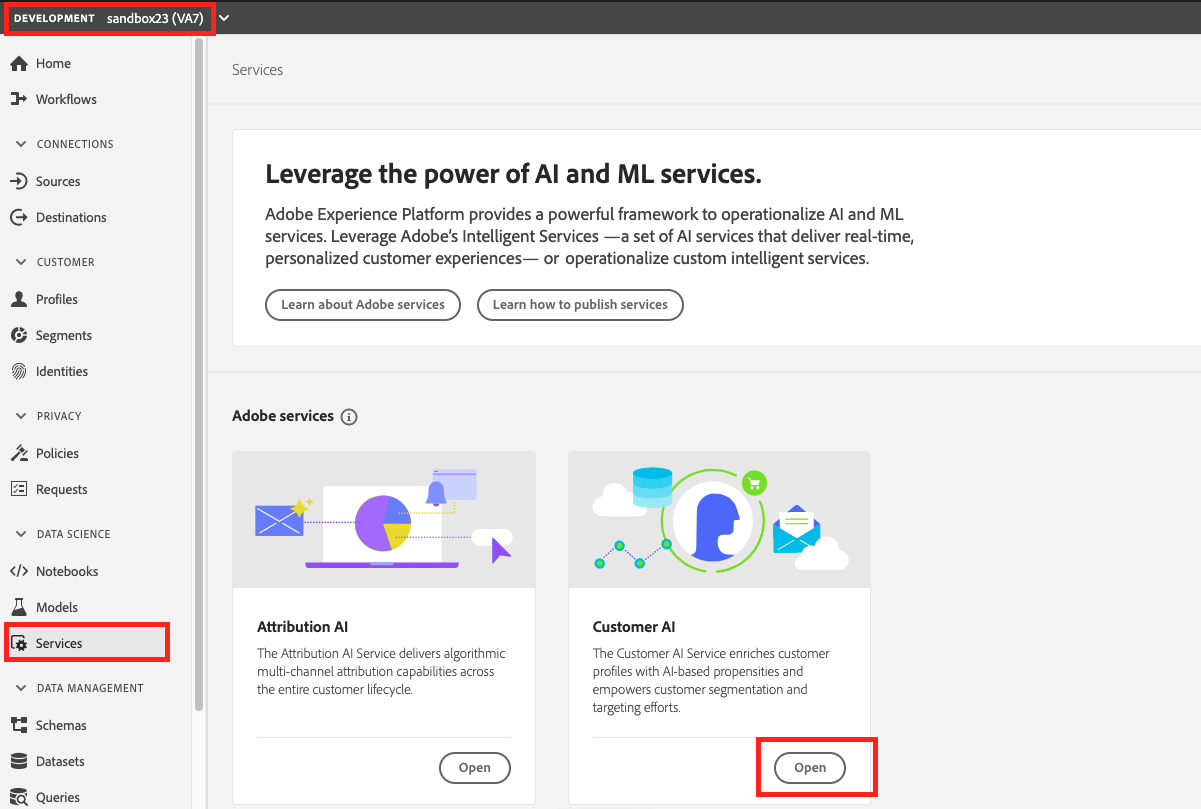 DEVELOPMENT sandbox23 (VA7)
Home
Workflows
CONNECTIONS
Sources
Destinations
CUSTOMER
Profiles
Segments
Identities
PRIVACY
Policies
Requests
DATA SCIENCE
Notebooks
Models
Services
DATA MANAGEMENT
Schemas
Datasets
Queries
Services
Leverage the power of AI and ML services.
Adobe Experience Platform provides a powerful framework to operationalize AI and ML
services. Leverage Adobe's Intelligent Services —a set of AI services that deliver real-time,
personalized customer experiences— or operationalize custom intelligent services.
Learn about Adobe services
Learn how to publish services
Adobe services
Attribution AI
The Attribution AI Service delivers algorithmic
multi-channel attribution capabilities across
the entire customer lifecycle.
Open
Customer AI
The Customer AI Service enriches customer
profiles with AI-based propensities and
empowers customer segmentation and
targeting efforts.
Open